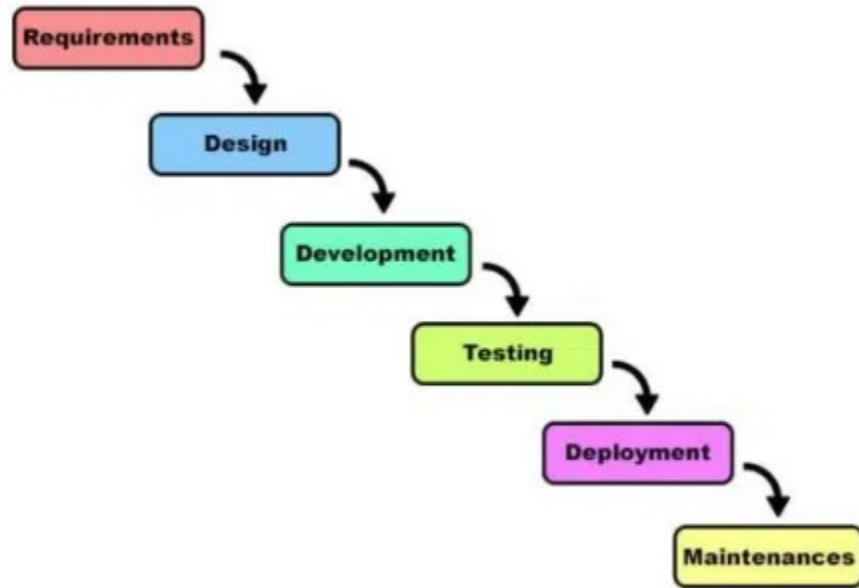 Requirements
Design
Development
Testing
Deployment
Maintenances